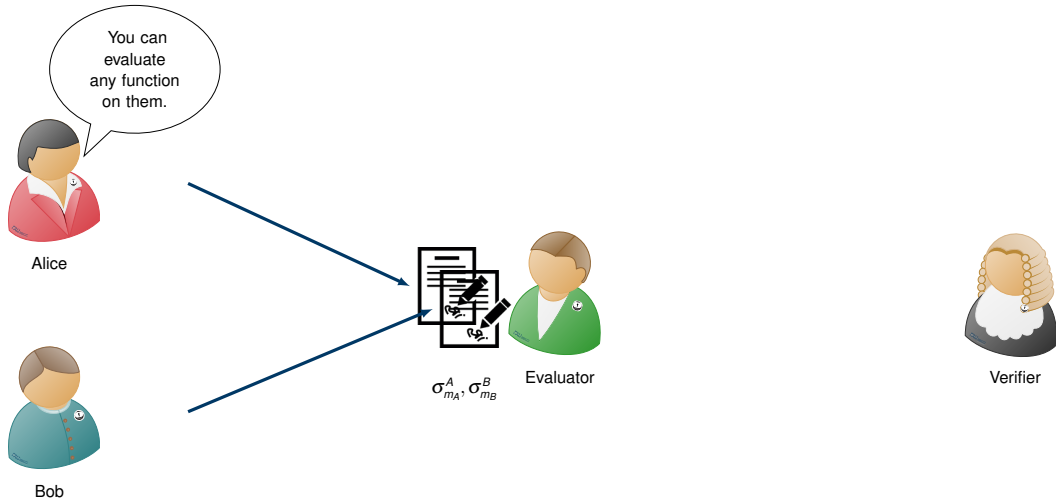 You can
evaluate
any function
on them.
Alice
σ^A_{m_A}, σ^B_{m_B}
Evaluator
Verifier
Bob